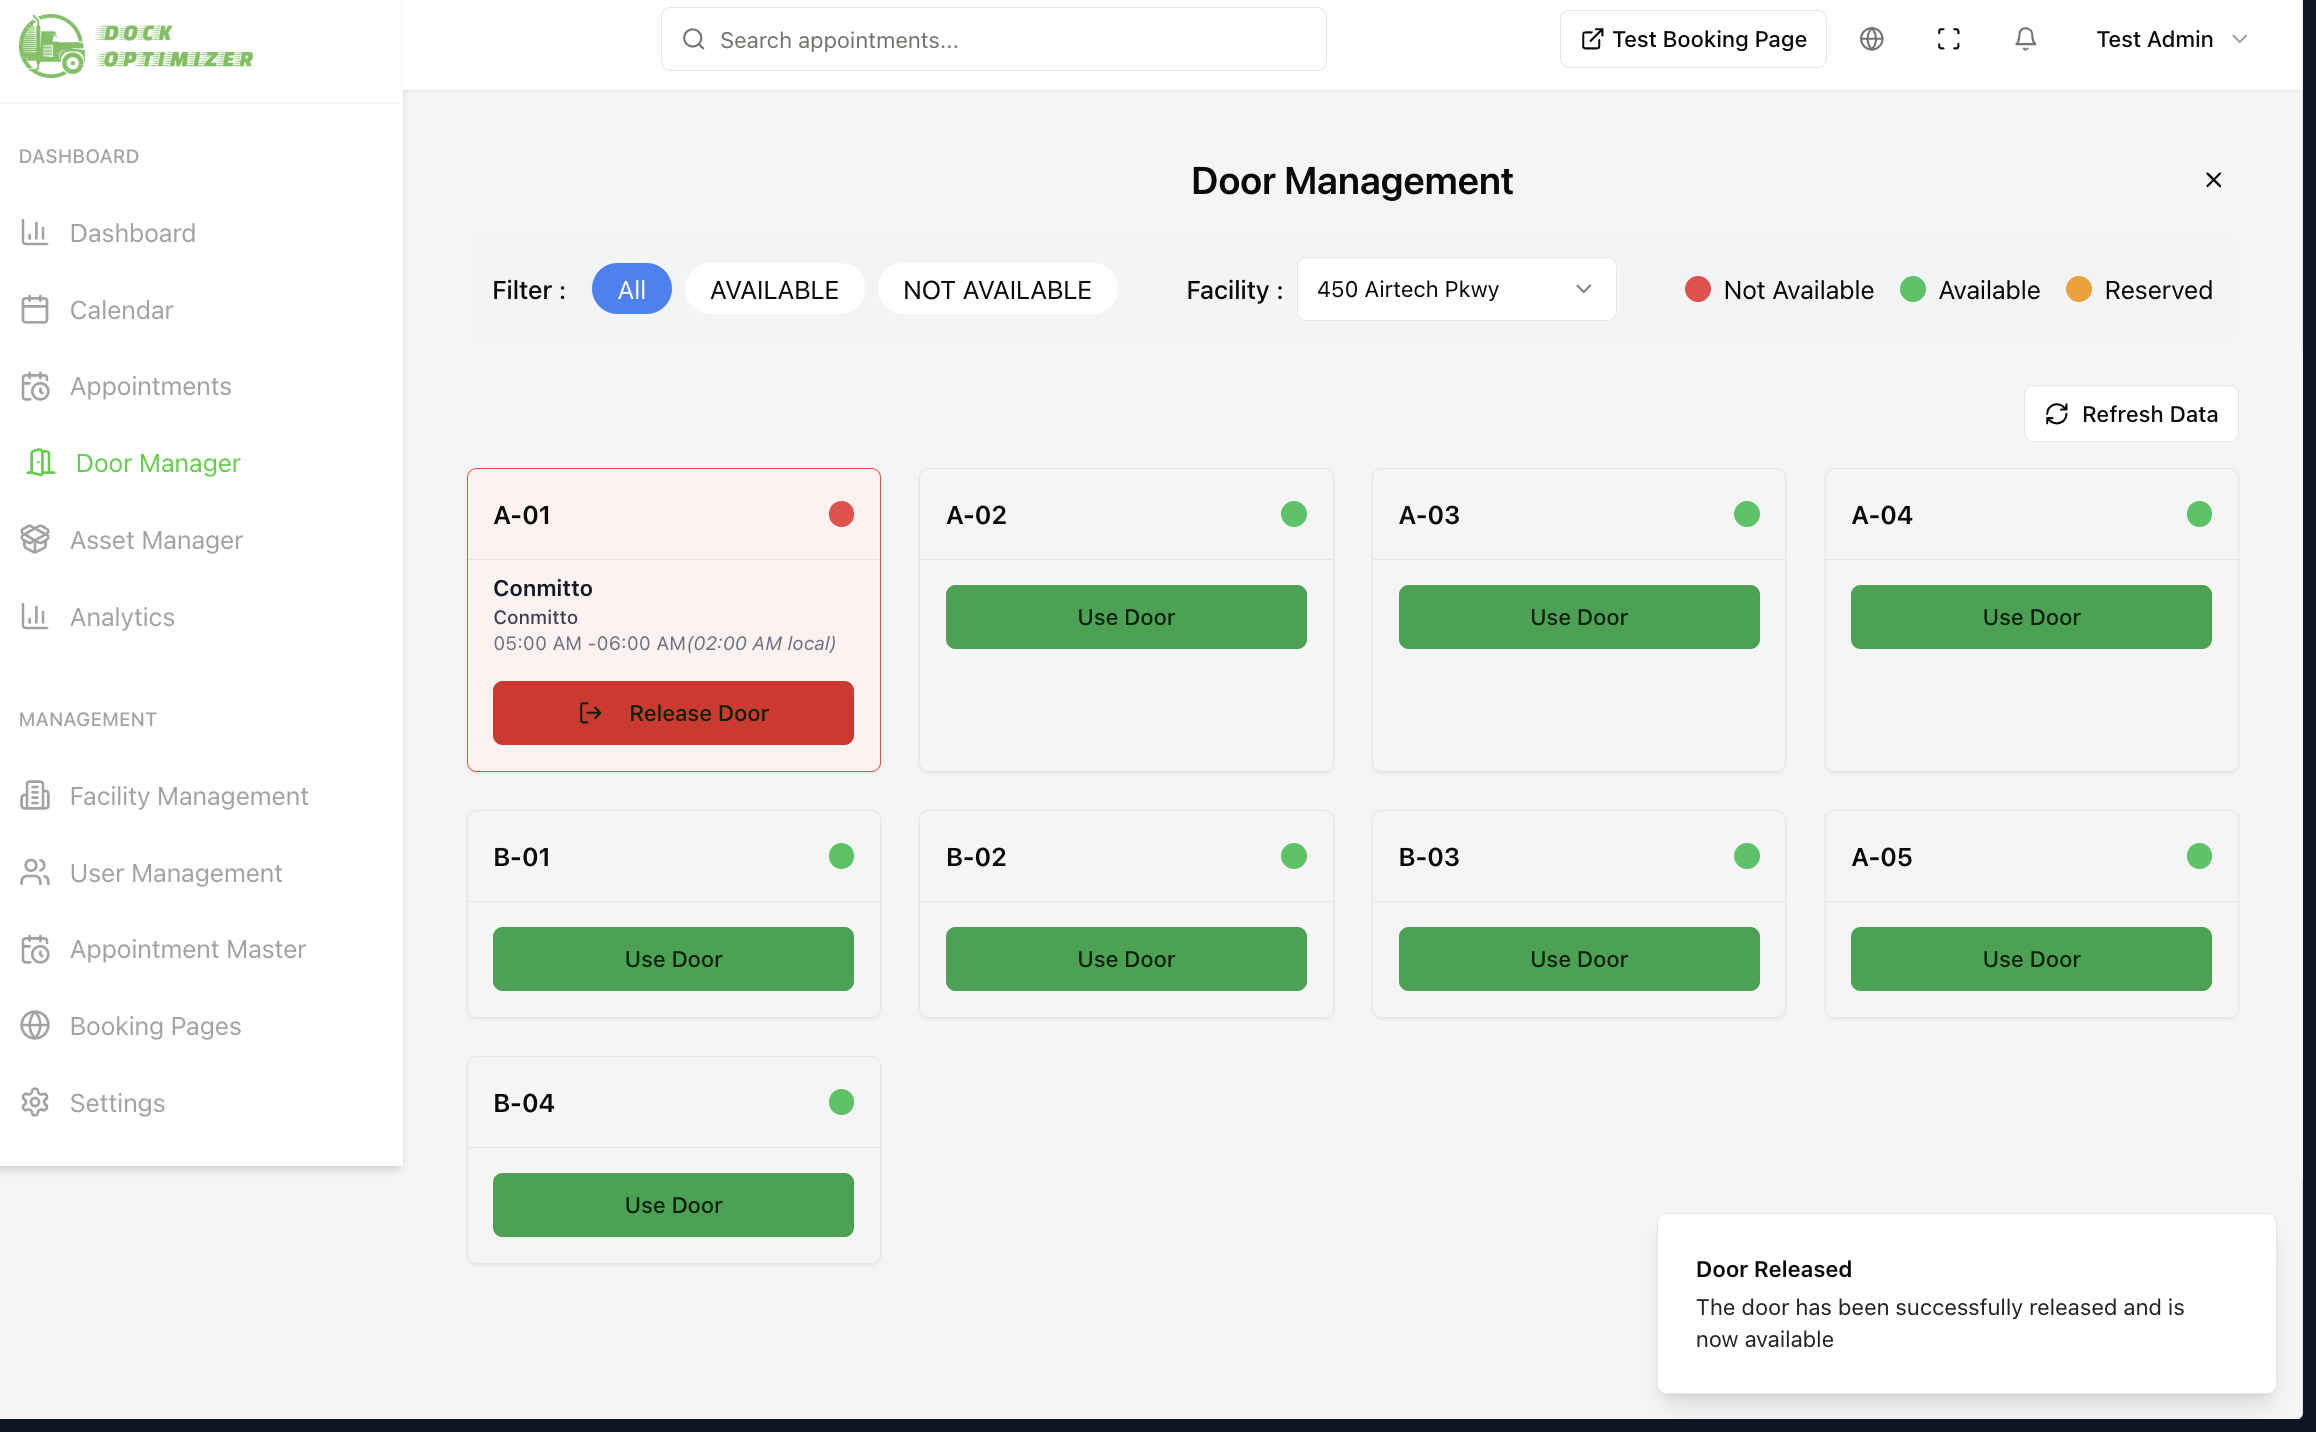 DOCK
OPTIMIZER
Search appointments...
Test Booking Page
Test Admin
DASHBOARD
Dashboard
Calendar
Appointments
Door Manager
Asset Manager
Analytics
MANAGEMENT
Facility Management
User Management
Appointment Master
Booking Pages
Settings
Door Management
Filter :
All
AVAILABLE
NOT AVAILABLE
Facility :
450 Airtech Pkwy
Not Available
Available
Reserved
Refresh Data
A-01
Conmitto
Conmitto
05:00 AM -06:00 AM(02:00 AM local)
Release Door
A-02
Use Door
A-03
Use Door
A-04
Use Door
B-01
Use Door
B-02
Use Door
B-03
Use Door
A-05
Use Door
B-04
Use Door
Door Released
The door has been successfully released and is
now available